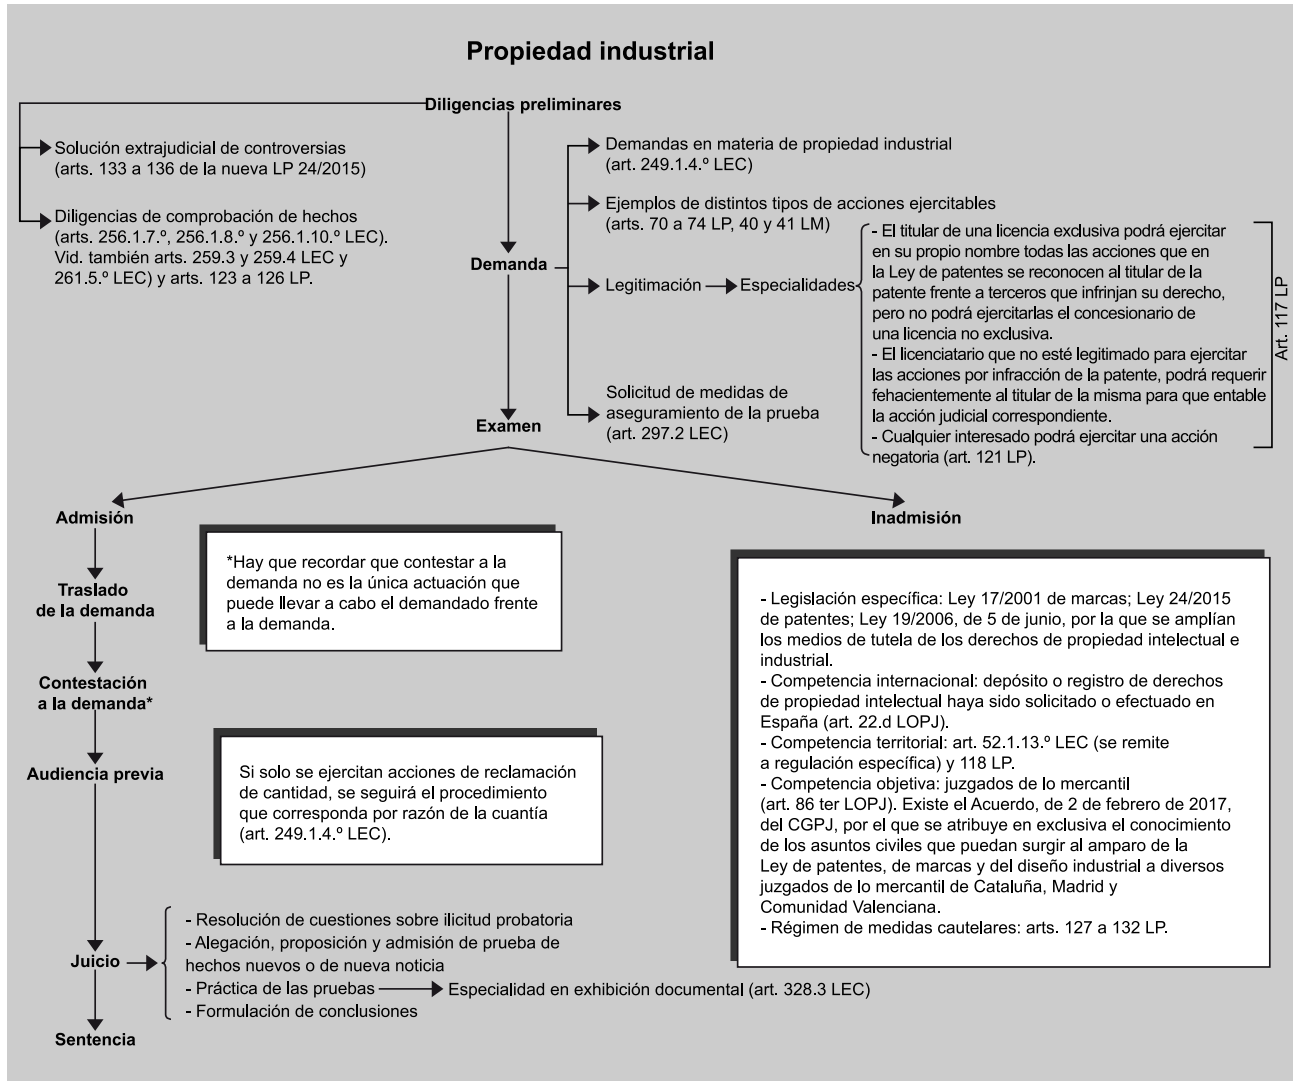 Propiedad industrial
Diligencias preliminares
Solución extrajudicial de controversias
(arts. 133 a 136 de la nueva LP 24/2015)
Diligencias de comprobación de hechos
(arts. 256.1.7.º, 256.1.8.º y 256.1.10.º LEC).
Vid. también arts. 259.3 y 259.4 LEC y
261.5.º LEC) y arts. 123 a 126 LP.
Demanda
Demandas en materia de propiedad industrial
(art. 249.1.4.º LEC)
Ejemplos de distintos tipos de acciones ejercitables
(arts. 70 a 74 LP, 40 y 41 LM)
Legitimación
Especialidades
- El titular de una licencia exclusiva podrá ejercitar
en su propio nombre todas las acciones que en
la Ley de patentes se reconocen al titular de la
patente frente a terceros que infrinjan su derecho,
pero no podrá ejercitarlas el concesionario de
una licencia no exclusiva.
- El licenciatario que no esté legitimado para ejercitar
las acciones por infracción de la patente, podrá requerir
fehacientemente al titular de la misma para que entable
la acción judicial correspondiente.
- Cualquier interesado podrá ejercitar una acción
negatoria (art. 121 LP).
Art. 117 LP
Solicitud de medidas de
aseguramiento de la prueba
(art. 297.2 LEC)
Examen
Admisión
Inadmisión
Traslado
de la demanda
Contestación
a la demanda*
Audiencia previa
*Hay que recordar que contestar a la
demanda no es la única actuación que
puede llevar a cabo el demandado frente
a la demanda.
Si solo se ejercitan acciones de reclamación
de cantidad, se seguirá el procedimiento
que corresponda por razón de la cuantía
(art. 249.1.4.º LEC).
- Legislación específica: Ley 17/2001 de marcas; Ley 24/2015
de patentes; Ley 19/2006, de 5 de junio, por la que se amplían
los medios de tutela de los derechos de propiedad intelectual e
industrial.
- Competencia internacional: depósito o registro de derechos
de propiedad intelectual haya sido solicitado o efectuado en
España (art. 22.d LOPJ).
- Competencia territorial: art. 52.1.13.º LEC (se remite
a regulación específica) y 118 LP.
- Competencia objetiva: juzgados de lo mercantil
(art. 86 ter LOPJ). Existe el Acuerdo, de 2 de febrero de 2017,
del CGPJ, por el que se atribuye en exclusiva el conocimiento
de los asuntos civiles que puedan surgir al amparo de la
Ley de patentes, de marcas y del diseño industrial a diversos
juzgados de lo mercantil de Cataluña, Madrid y
Comunidad Valenciana.
- Régimen de medidas cautelares: arts. 127 a 132 LP.
Juicio
- Resolución de cuestiones sobre ilicitud probatoria
- Alegación, proposición y admisión de prueba de
hechos nuevos o de nueva noticia
- Práctica de las pruebas
Especialidad en exhibición documental (art. 328.3 LEC)
- Formulación de conclusiones
Sentencia